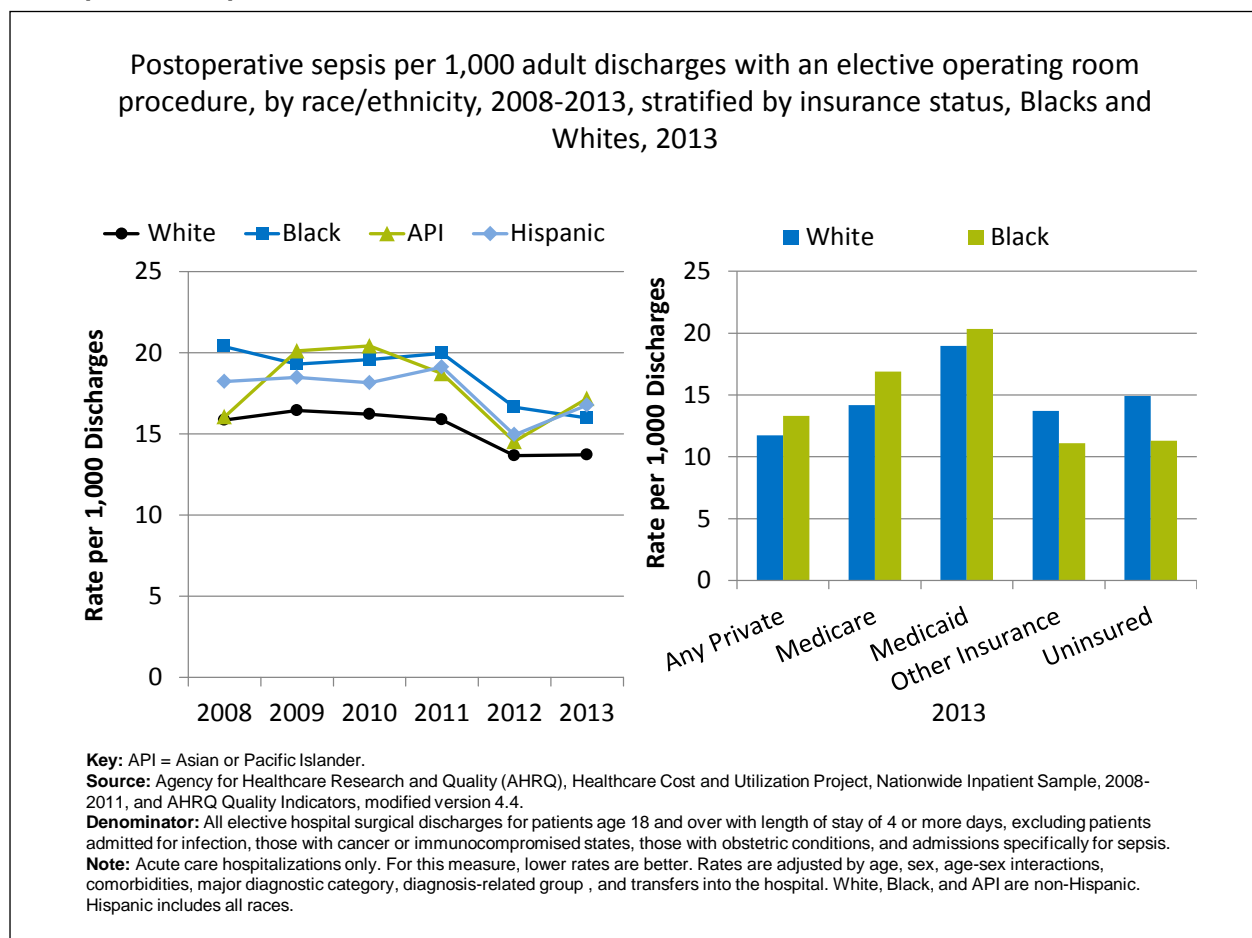 Postoperative sepsis per 1,000 adult discharges with an elective operating room
procedure, by race/ethnicity, 2008-2013, stratified by insurance status, Blacks and
Whites, 2013
White Black API Hispanic
Rate per 1,000 Discharges
25
20
15
10
5
0
2008 2009 2010 2011 2012 2013
White Black
Rate per 1,000 Discharges
25
20
15
10
5
0
Any Private Medicare Medicaid Other Insurance Uninsured
2013
Key: API = Asian or Pacific Islander.
Source: Agency for Healthcare Research and Quality (AHRQ), Healthcare Cost and Utilization Project, Nationwide Inpatient Sample, 2008-
2011, and AHRQ Quality Indicators, modified version 4.4.
Denominator: All elective hospital surgical discharges for patients age 18 and over with length of stay of 4 or more days, excluding patients
admitted for infection, those with cancer or immunocompromised states, those with obstetric conditions, and admissions specifically for sepsis.
Note: Acute care hospitalizations only. For this measure, lower rates are better. Rates are adjusted by age, sex, age-sex interactions,
comorbidities, major diagnostic category, diagnosis-related group , and transfers into the hospital. White, Black, and API are non-Hispanic.
Hispanic includes all races.